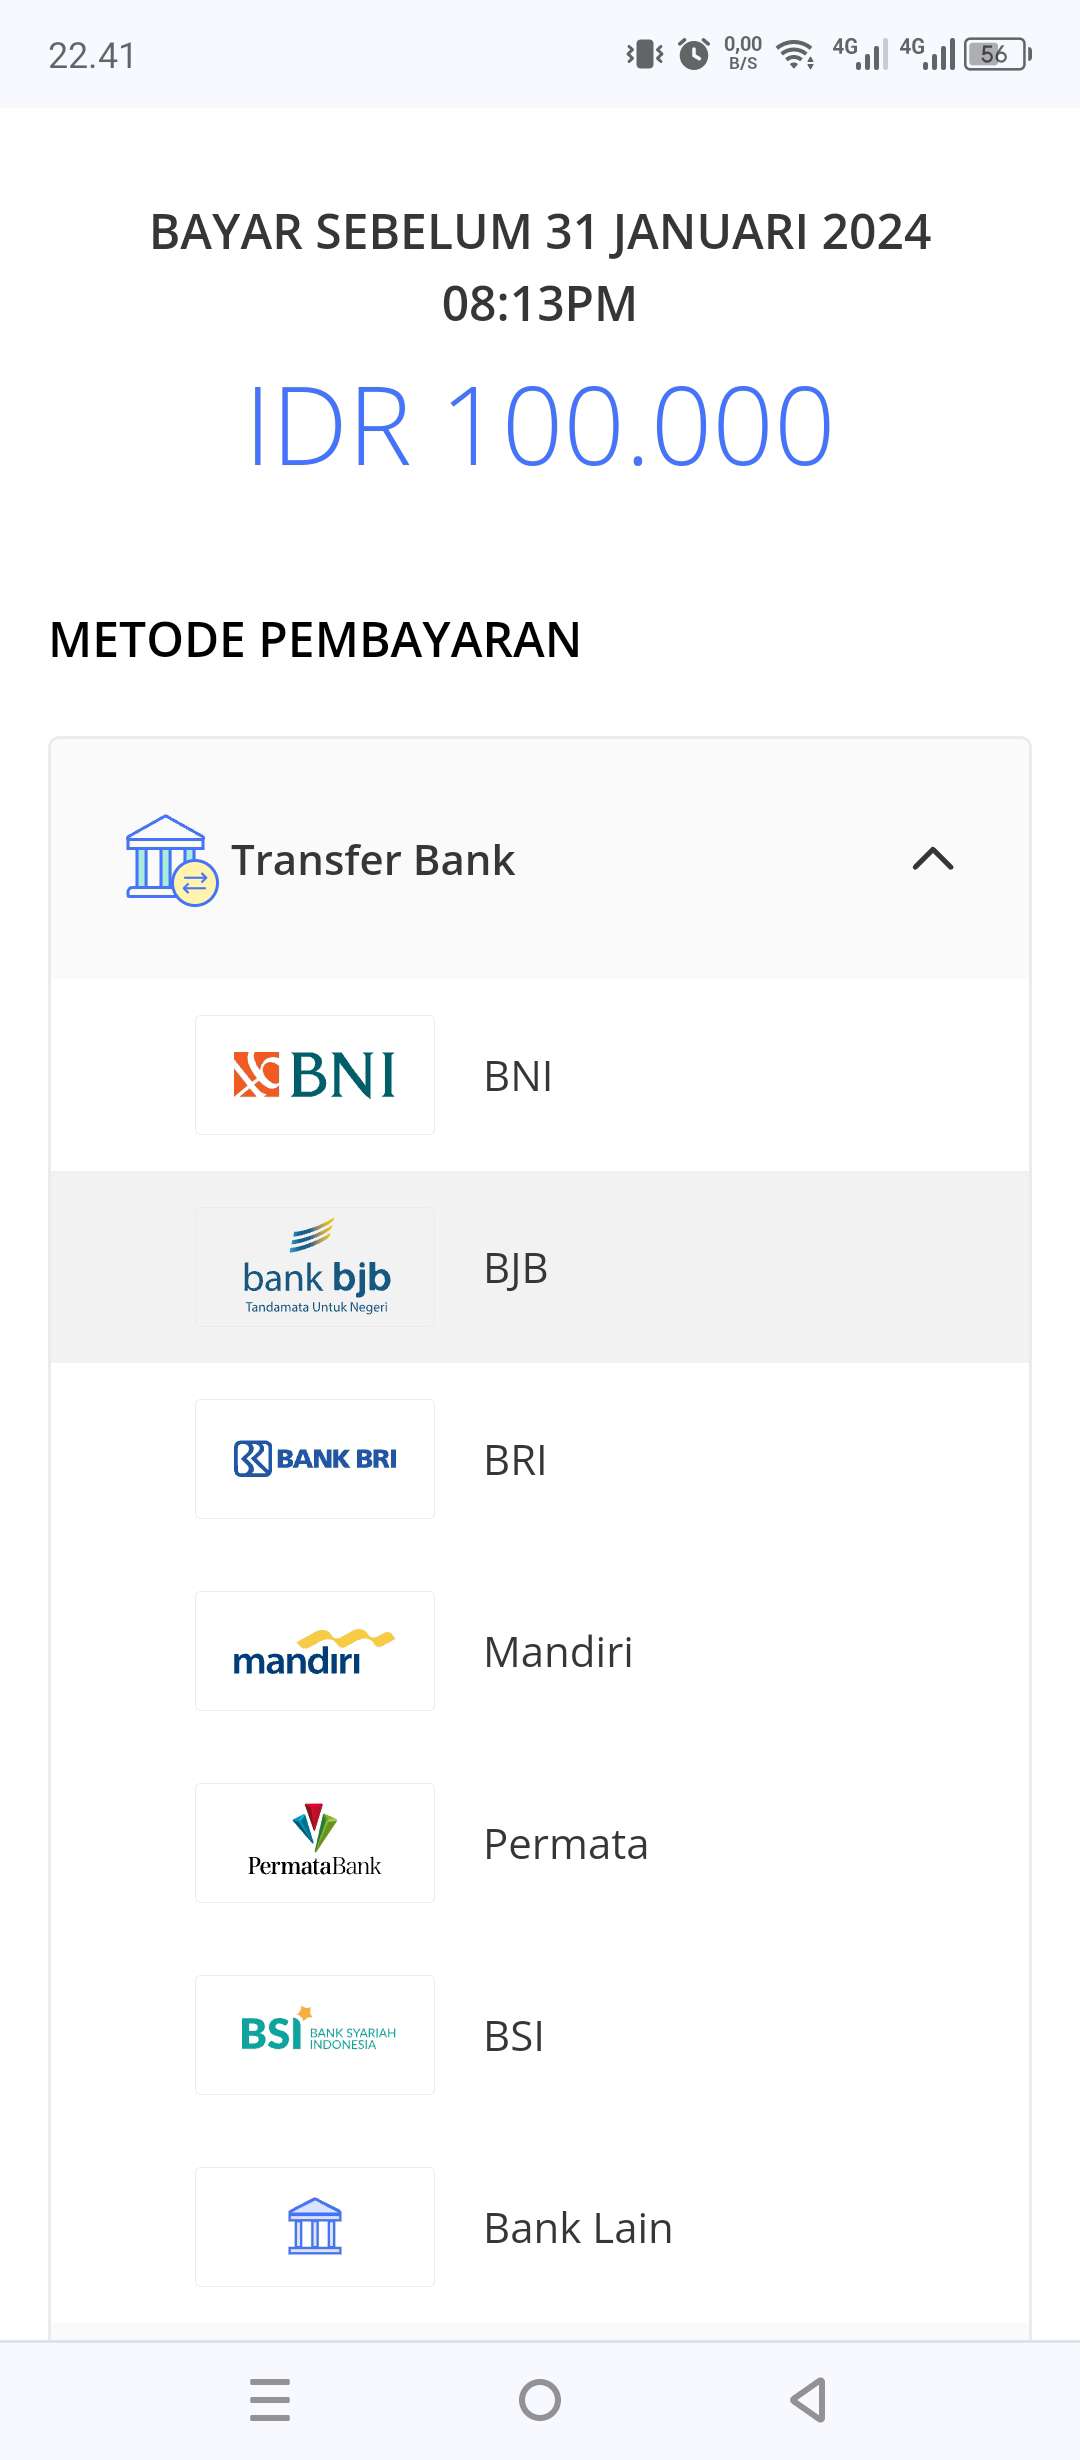 22.41
0,00
B/S
4G
4G
56
BAYAR SEBELUM 31 JANUARI 2024
08:13PM
IDR 100.000
METODE PEMBAYARAN
Transfer Bank
BNI BNI
bank bjb
Tandamata Untuk Negeri
BJB
BANK BRI BRI
mandiri Mandiri
PermataBank Permata
BSI BANK SYARIAH
INDONESIA
BSI
Bank Lain